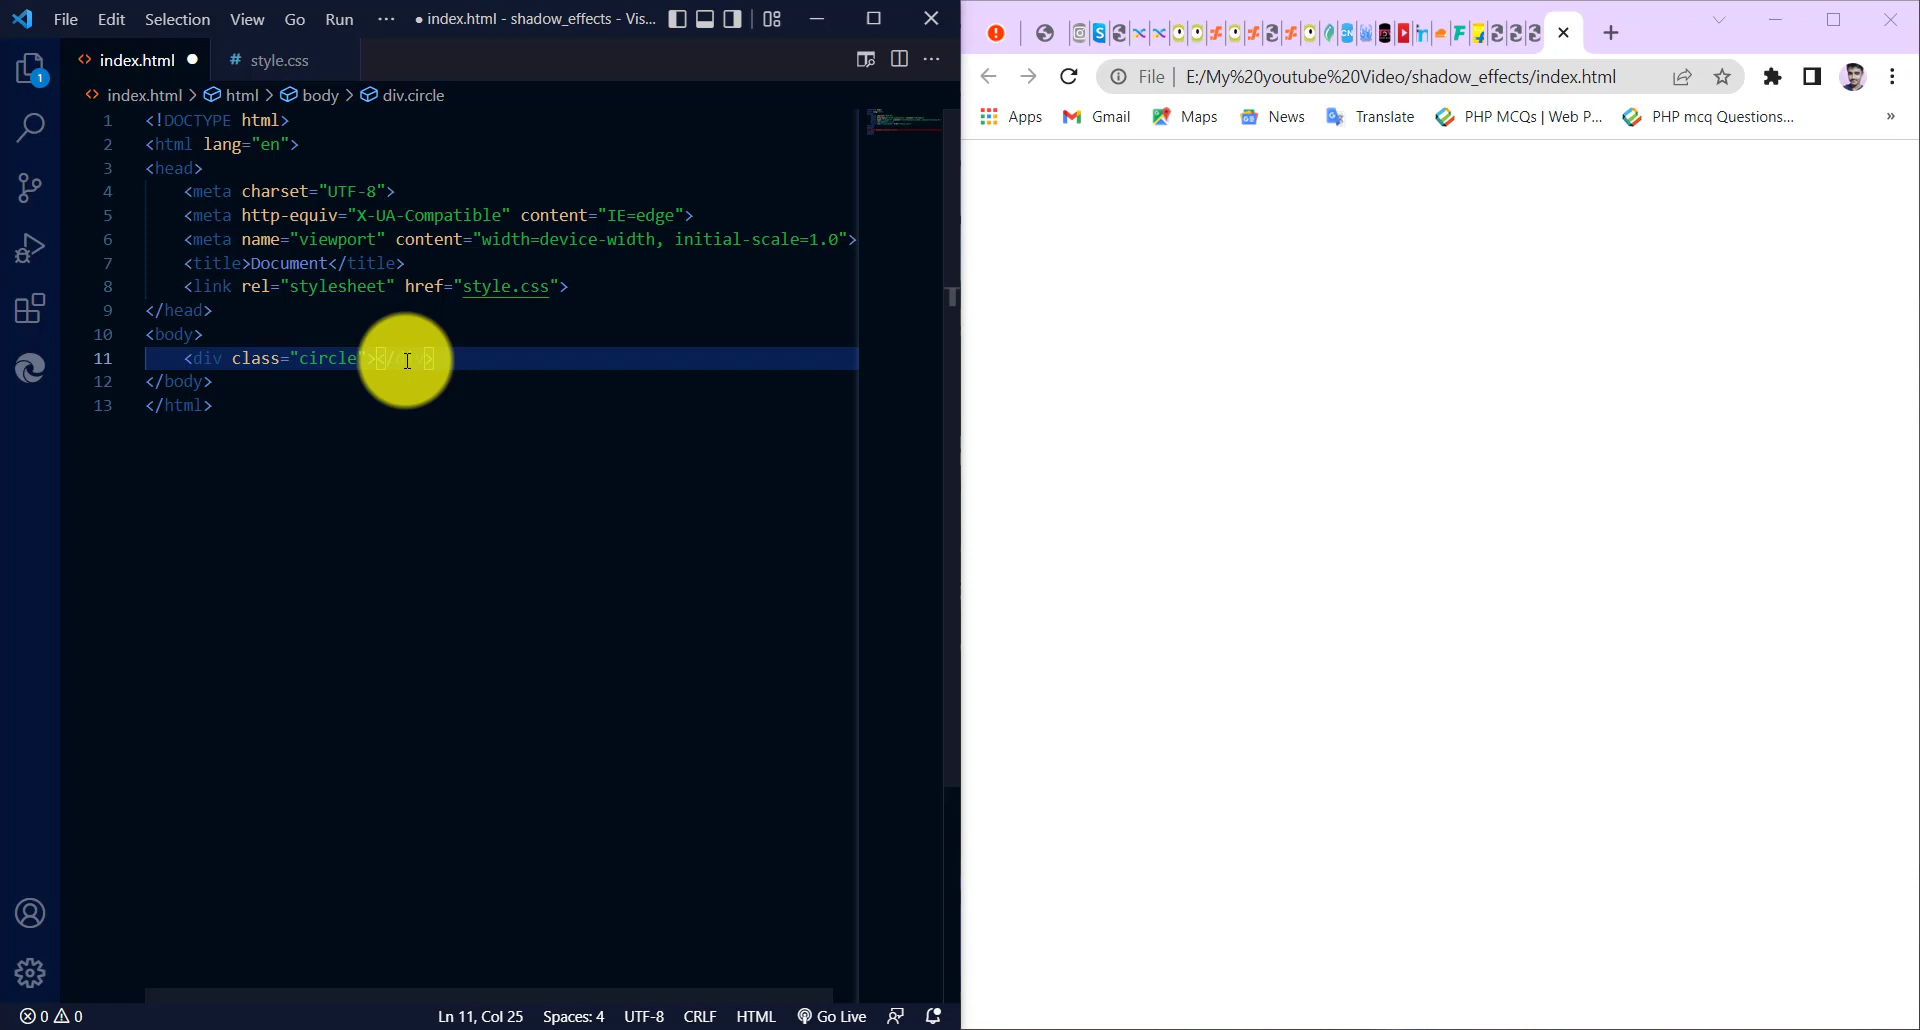 File Edit Selection View Go Run ··· ● index.html - shadow_effects - Vis...
index.html ● # style.css
index.html > html > body > div.circle
1 <!DOCTYPE html>
2 <html lang="en">
3 <head>
4 <meta charset="UTF-8">
5 <meta http-equiv="X-UA-Compatible" content="IE=edge">
6 <meta name="viewport" content="width=device-width, initial-scale=1.0">
7 <title>Document</title>
8 <link rel="stylesheet" href="style.css">
9 </head>
10 <body>
11 <div class="circle"></div>
12 </body>
13 </html>
0 0 Ln 11, Col 25 Spaces: 4 UTF-8 CRLF HTML Go Live
File | E:/My%20youtube%20Video/shadow_effects/index.html
Apps Gmail Maps News Translate PHP MCQs | Web P... PHP mcq Questions... »